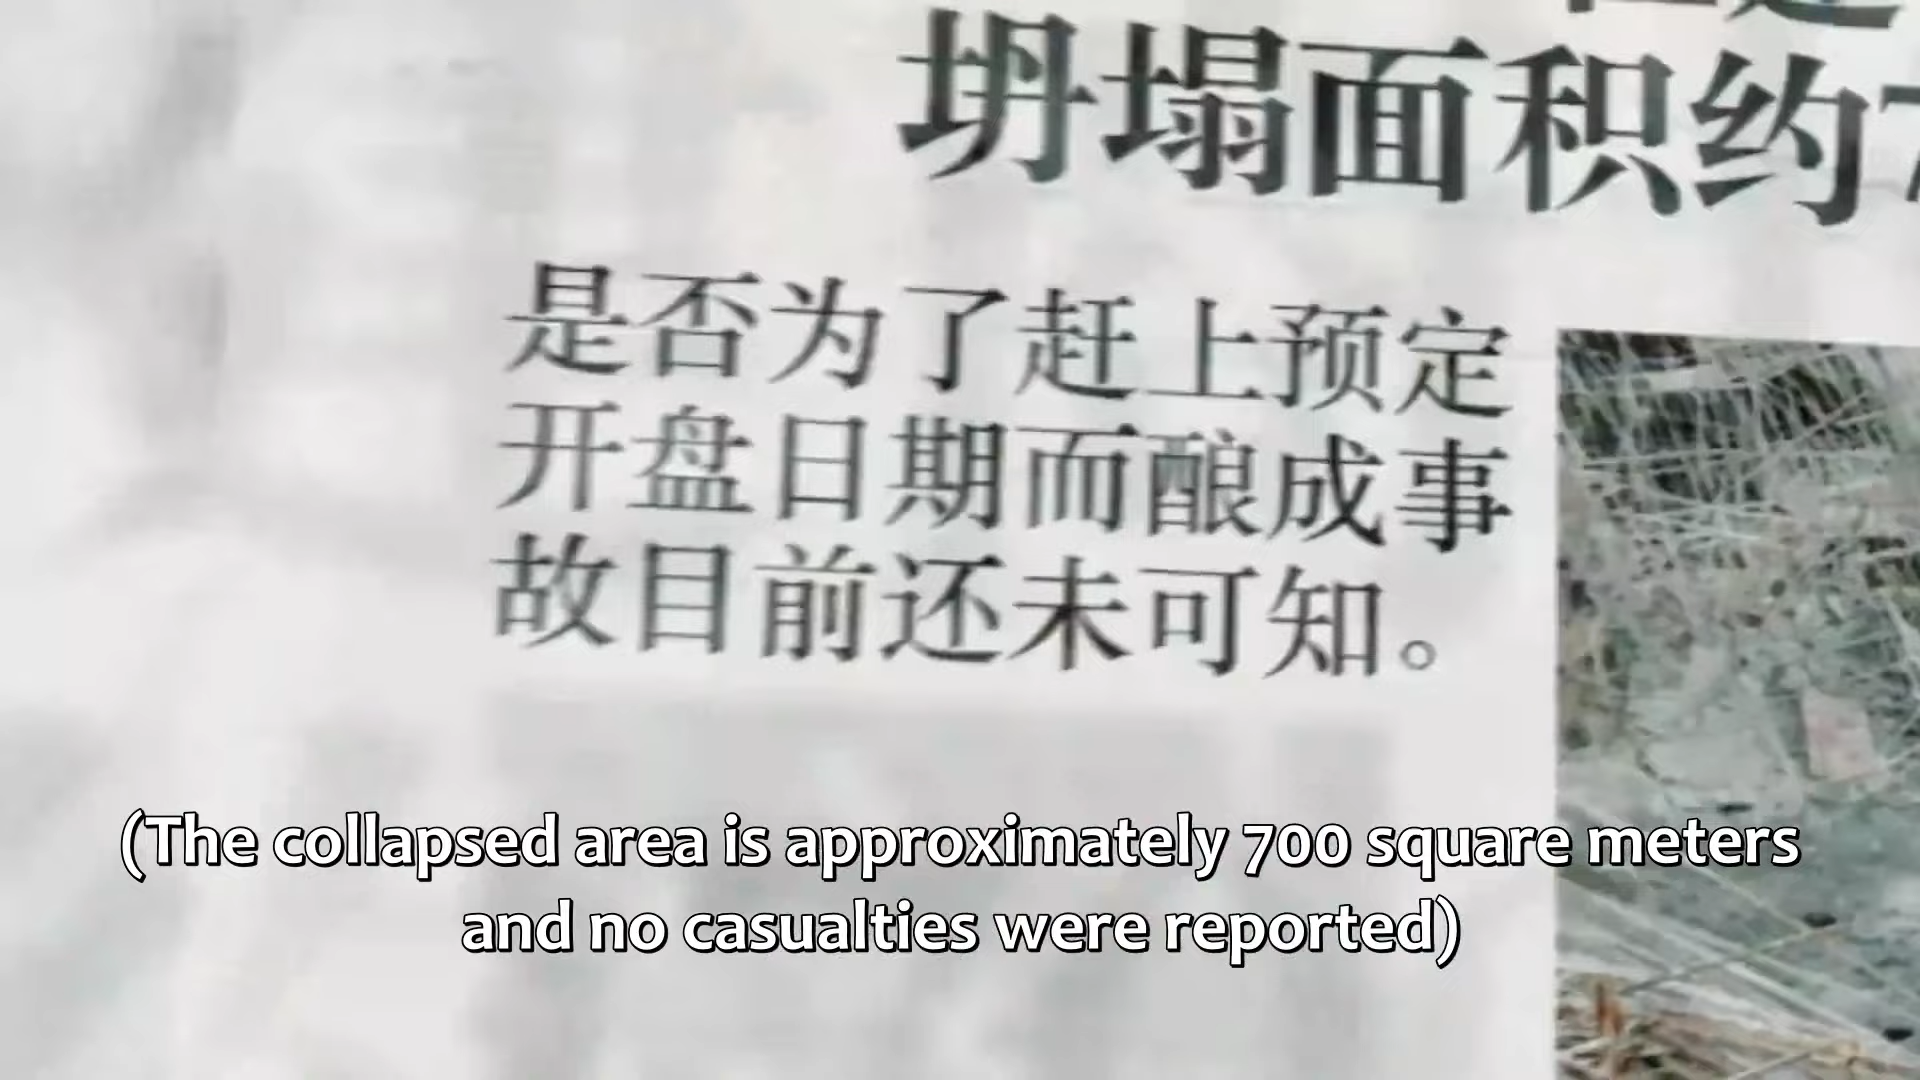 坍塌面积约7
是否为了赶上预定
开盘日期而酿成事
故目前还未可知。
(The collapsed area is approximately 700 square meters
and no casualties were reported)